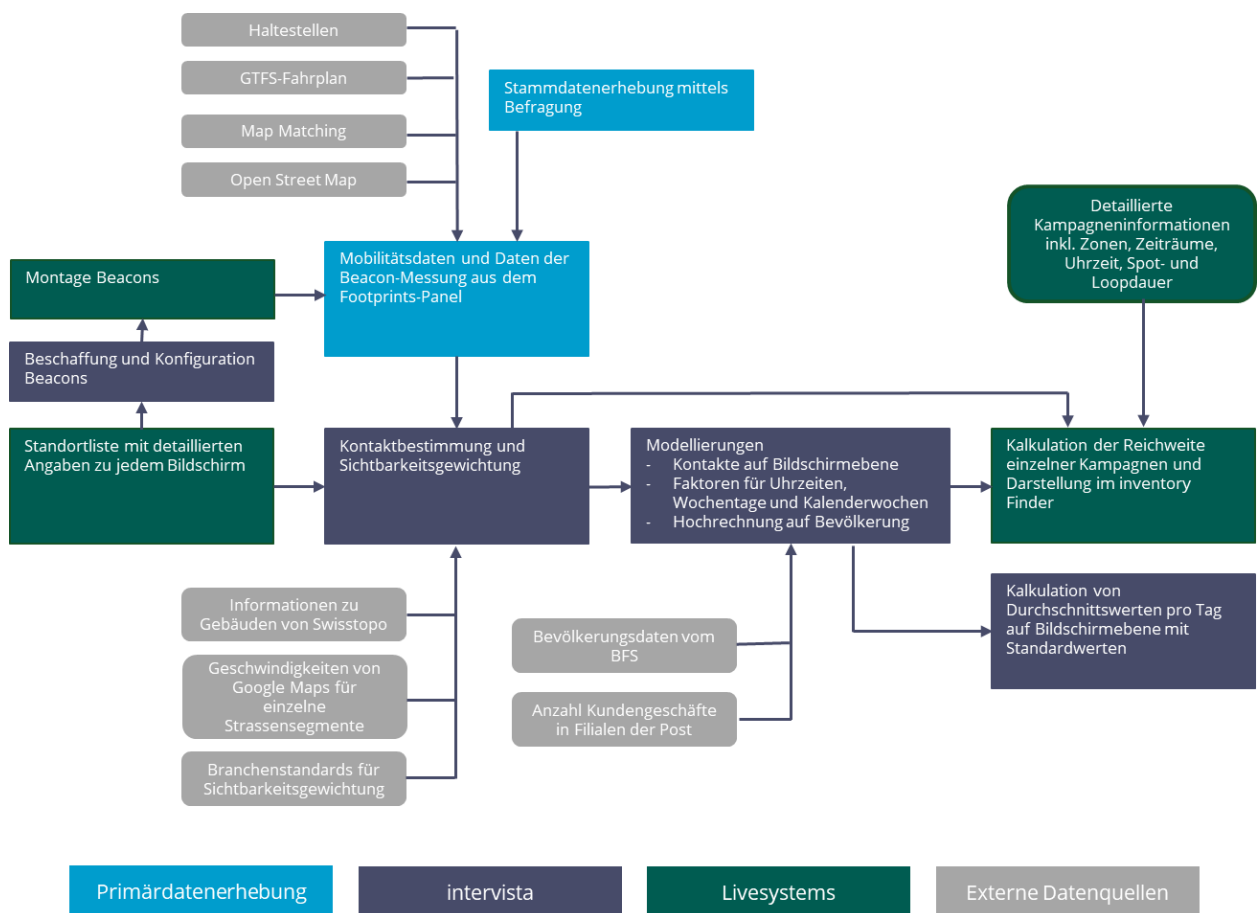 Haltestellen
GTFS-Fahrplan
Map Matching
Open Street Map
Stammdatenerhebung mittels
Befragung
Detaillierte
Kampagneninformationen
inkl. Zonen, Zeiträume,
Uhrzeit, Spot- und
Loopdauer
Montage Beacons
Mobilitätsdaten und Daten der
Beacon-Messung aus dem
Footprints-Panel
Beschaffung und Konfiguration
Beacons
Standortliste mit detaillierten
Angaben zu jedem Bildschirm
Kontaktbestimmung und
Sichtbarkeitsgewichtung
Modellierungen
- Kontakte auf Bildschirmebene
- Faktoren für Uhrzeiten,
Wochentage und Kalenderwochen
- Hochrechnung auf Bevölkerung
Kalkulation der Reichweite
einzelner Kampagnen und
Darstellung im inventory
Finder
Informationen zu
Gebäuden von Swisstopo
Geschwindigkeiten von
Google Maps für
einzelne
Strassensegmente
Branchenstandards für
Sichtbarkeitsgewichtung
Bevölkerungsdaten vom
BFS
Anzahl Kundengeschäfte
in Filialen der Post
Kalkulation von
Durchschnittswerten pro Tag
auf Bildschirmebene mit
Standardwerten
Primärdatenerhebung
intervista
Livesystems
Externe Datenquellen